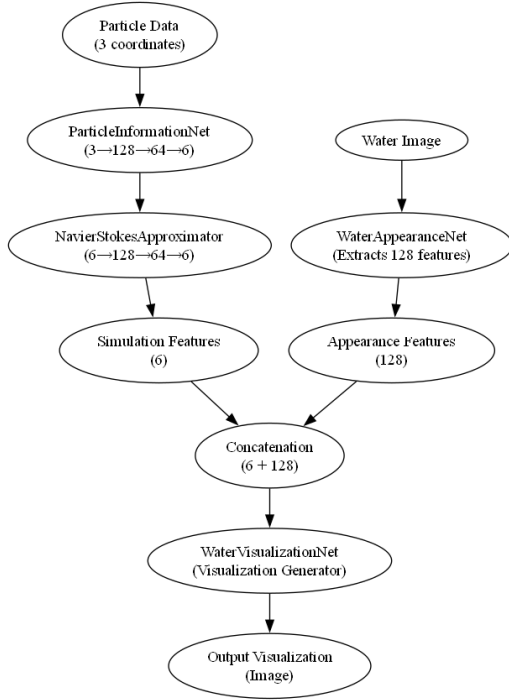 Particle Data
(3 coordinates)
ParticleInformationNet
(3→128→64→6)
Water Image
NavierStokesApproximator
(6→128→64→6)
WaterAppearanceNet
(Extracts 128 features)
Simulation Features
(6)
Appearance Features
(128)
Concatenation
(6 + 128)
WaterVisualizationNet
(Visualization Generator)
Output Visualization
(Image)